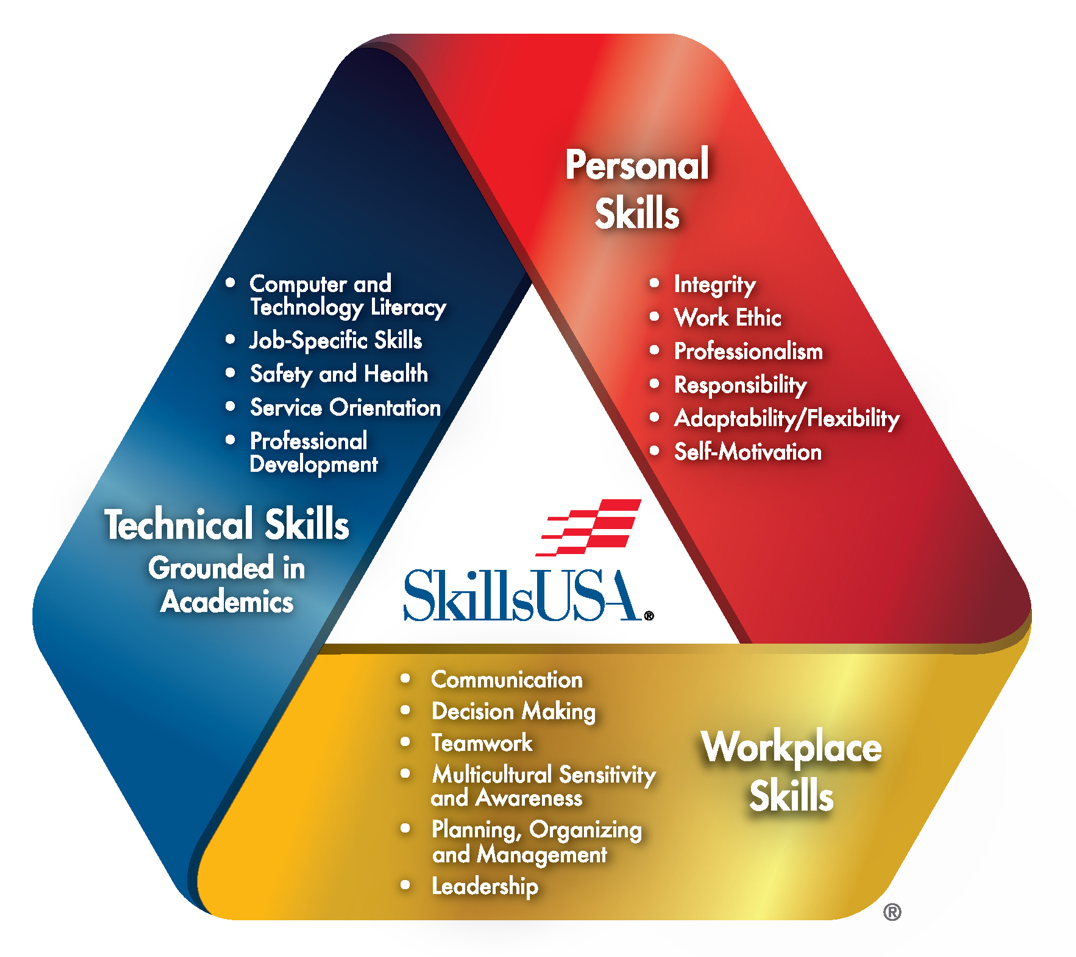 Personal
Skills
• Integrity
• Work Ethic
• Professionalism
• Responsibility
• Adaptability/Flexibility
• Self-Motivation
• Computer and
Technology Literacy
• Job-Specific Skills
• Safety and Health
• Service Orientation
• Professional
Development
Technical Skills
Grounded in
Academics
SkillsUSA®
• Communication
• Decision Making
• Teamwork
• Multicultural Sensitivity
and Awareness
• Planning, Organizing
and Management
• Leadership
Workplace
Skills
®